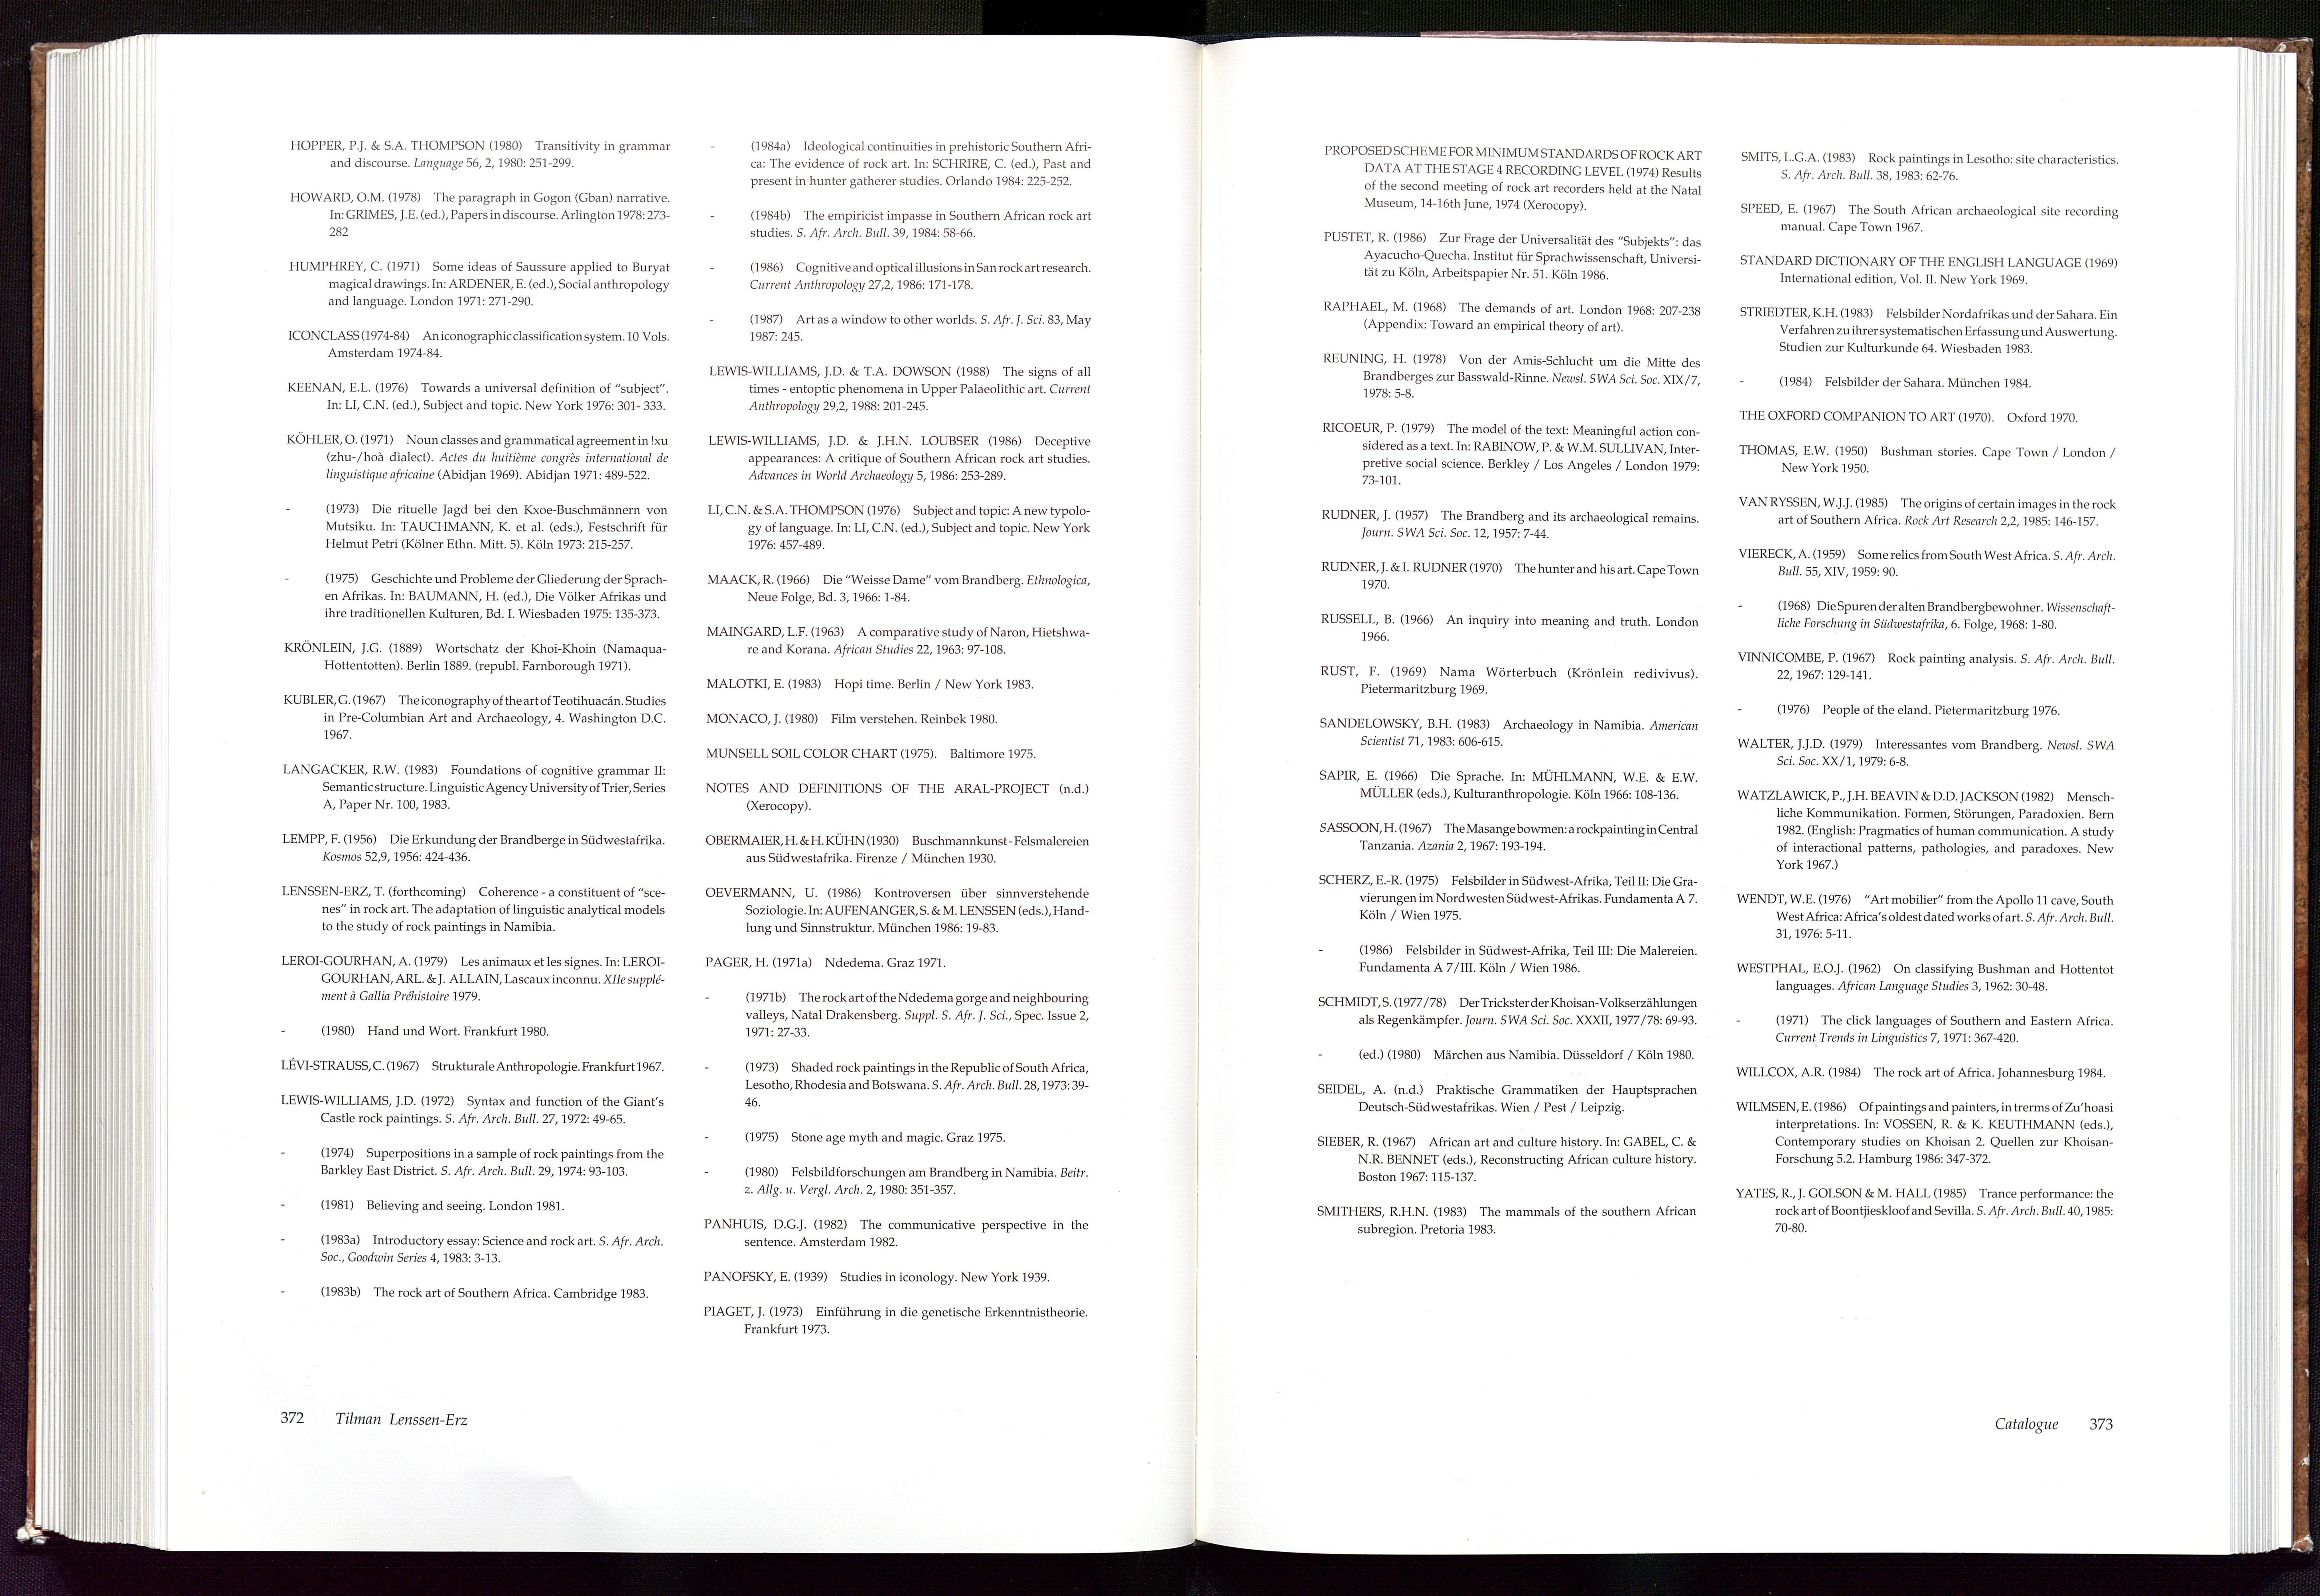 HOPPER, P.J. & S.A. THOMPSON (1980) Transitivity in grammar
and discourse. Language 56, 2, 1980: 251-299.
HOWARD, O.M. (1978) The paragraph in Gogon (Gban) narrative.
In: GRIMES, J.E. (ed.), Papers in discourse. Arlington 1978: 273-
282
HUMPHREY, C. (1971) Some ideas of Saussure applied to Buryat
magical drawings. In: ARDENER, E. (ed.), Social anthropology
and language. London 1971: 271-290.
ICONCLASS (1974-84) An iconographic classification system. 10 Vols.
Amsterdam 1974-84.
KEENAN, E.L. (1976) Towards a universal definition of “subject”.
In: LI, C.N. (ed.), Subject and topic. New York 1976: 301- 333.
KÖHLER, O. (1971) Noun classes and grammatical agreement in !xu
(zhu-/hoà dialect). Actes du huitième congrès international de
linguistique africaine (Abidjan 1969). Abidjan 1971: 489-522.
- (1973) Die rituelle Jagd bei den Kxoe-Buschmännern von
Mutsiku. In: TAUCHMANN, K. et al. (eds.), Festschrift für
Helmut Petri (Kölner Ethn. Mitt. 5). Köln 1973: 215-257.
- (1975) Geschichte und Probleme der Gliederung der Sprach-
en Afrikas. In: BAUMANN, H. (ed.), Die Völker Afrikas und
ihre traditionellen Kulturen, Bd. I. Wiesbaden 1975: 135-373.
KRÖNLEIN, J.G. (1889) Wortschatz der Khoi-Khoin (Namaqua-
Hottentotten). Berlin 1889. (republ. Farnborough 1971).
KUBLER, G. (1967) The iconography of the art of Teotihuacán. Studies
in Pre-Columbian Art and Archaeology, 4. Washington D.C.
1967.
LANGACKER, R.W. (1983) Foundations of cognitive grammar II:
Semantic structure. Linguistic Agency University of Trier, Series
A, Paper Nr. 100, 1983.
LEMPP, F. (1956) Die Erkundung der Brandberge in Südwestafrika.
Kosmos 52,9, 1956: 424-436.
LENSSEN-ERZ, T. (forthcoming) Coherence - a constituent of “sce-
nes” in rock art. The adaptation of linguistic analytical models
to the study of rock paintings in Namibia.
LEROI-GOURHAN, A. (1979) Les animaux et les signes. In: LEROI-
GOURHAN, ARL. & J. ALLAIN, Lascaux inconnu. XIIe supplé-
ment à Gallia Préhistoire 1979.
- (1980) Hand und Wort. Frankfurt 1980.
LÉVI-STRAUSS, C. (1967) Strukturale Anthropologie. Frankfurt 1967.
LEWIS-WILLIAMS, J.D. (1972) Syntax and function of the Giant’s
Castle rock paintings. S. Afr. Arch. Bull. 27, 1972: 49-65.
- (1974) Superpositions in a sample of rock paintings from the
Barkley East District. S. Afr. Arch. Bull. 29, 1974: 93-103.
- (1981) Believing and seeing. London 1981.
- (1983a) Introductory essay: Science and rock art. S. Afr. Arch.
Soc., Goodwin Series 4, 1983: 3-13.
- (1983b) The rock art of Southern Africa. Cambridge 1983.
- (1984a) Ideological continuities in prehistoric Southern Afri-
ca: The evidence of rock art. In: SCHRIRE, C. (ed.), Past and
present in hunter gatherer studies. Orlando 1984: 225-252.
- (1984b) The empiricist impasse in Southern African rock art
studies. S. Afr. Arch. Bull. 39, 1984: 58-66.
- (1986) Cognitive and optical illusions in San rock art research.
Current Anthropology 27,2, 1986: 171-178.
- (1987) Art as a window to other worlds. S. Afr. J. Sci. 83, May
1987: 245.
LEWIS-WILLIAMS, J.D. & T.A. DOWSON (1988) The signs of all
times - entoptic phenomena in Upper Palaeolithic art. Current
Anthropology 29,2, 1988: 201-245.
LEWIS-WILLIAMS, J.D. & J.H.N. LOUBSER (1986) Deceptive
appearances: A critique of Southern African rock art studies.
Advances in World Archaeology 5, 1986: 253-289.
LI, C.N. & S.A. THOMPSON (1976) Subject and topic: A new typolo-
gy of language. In: LI, C.N. (ed.), Subject and topic. New York
1976: 457-489.
MAACK, R. (1966) Die “Weisse Dame” vom Brandberg. Ethnologica,
Neue Folge, Bd. 3, 1966: 1-84.
MAINGARD, L.F. (1963) A comparative study of Naron, Hietshwa-
re and Korana. African Studies 22, 1963: 97-108.
MALOTKI, E. (1983) Hopi time. Berlin / New York 1983.
MONACO, J. (1980) Film verstehen. Reinbek 1980.
MUNSELL SOIL COLOR CHART (1975). Baltimore 1975.
NOTES AND DEFINITIONS OF THE ARAL-PROJECT (n.d.)
(Xerocopy).
OBERMAIER, H. & H. KÜHN (1930) Buschmannkunst - Felsmalereien
aus Südwestafrika. Firenze / München 1930.
OEVERMANN, U. (1986) Kontroversen über sinnverstehende
Soziologie. In: AUFENANGER, S. & M. LENSSEN (eds.), Hand-
lung und Sinnstruktur. München 1986: 19-83.
PAGER, H. (1971a) Ndedema. Graz 1971.
- (1971b) The rock art of the Ndedema gorge and neighbouring
valleys, Natal Drakensberg. Suppl. S. Afr. J. Sci., Spec. Issue 2,
1971: 27-33.
- (1973) Shaded rock paintings in the Republic of South Africa,
Lesotho, Rhodesia and Botswana. S. Afr. Arch. Bull. 28, 1973: 39-
46.
- (1975) Stone age myth and magic. Graz 1975.
- (1980) Felsbildforschungen am Brandberg in Namibia. Beitr.
z. Allg. u. Vergl. Arch. 2, 1980: 351-357.
PANHUIS, D.G.J. (1982) The communicative perspective in the
sentence. Amsterdam 1982.
PANOFSKY, E. (1939) Studies in iconology. New York 1939.
PIAGET, J. (1973) Einführung in die genetische Erkenntnistheorie.
Frankfurt 1973.
372 Tilman Lenssen-Erz
PROPOSED SCHEME FOR MINIMUM STANDARDS OF ROCK ART
DATA AT THE STAGE 4 RECORDING LEVEL (1974) Results
of the second meeting of rock art recorders held at the Natal
Museum, 14-16th June, 1974 (Xerocopy).
PUSTET, R. (1986) Zur Frage der Universalität des “Subjekts”: das
Ayacucho-Quecha. Institut für Sprachwissenschaft, Universi-
tät zu Köln, Arbeitspapier Nr. 51. Köln 1986.
RAPHAEL, M. (1968) The demands of art. London 1968: 207-238
(Appendix: Toward an empirical theory of art).
REUNING, H. (1978) Von der Amis-Schlucht um die Mitte des
Brandberges zur Basswald-Rinne. Newsl. SWA Sci. Soc. XIX/7,
1978: 5-8.
RICOEUR, P. (1979) The model of the text: Meaningful action con-
sidered as a text. In: RABINOW, P. & W.M. SULLIVAN, Inter-
pretive social science. Berkley / Los Angeles / London 1979:
73-101.
RUDNER, J. (1957) The Brandberg and its archaeological remains.
Journ. SWA Sci. Soc. 12, 1957: 7-44.
RUDNER, J. & I. RUDNER (1970) The hunter and his art. Cape Town
1970.
RUSSELL, B. (1966) An inquiry into meaning and truth. London
1966.
RUST, F. (1969) Nama Wörterbuch (Krönlein redivivus).
Pietermaritzburg 1969.
SANDELOWSKY, B.H. (1983) Archaeology in Namibia. American
Scientist 71, 1983: 606-615.
SAPIR, E. (1966) Die Sprache. In: MÜHLMANN, W.E. & E.W.
MÜLLER (eds.), Kulturanthropologie. Köln 1966: 108-136.
SASSOON, H. (1967) The Masange bowmen: a rockpainting in Central
Tanzania. Azania 2, 1967: 193-194.
SCHERZ, E.-R. (1975) Felsbilder in Südwest-Afrika, Teil II: Die Gra-
vierungen im Nordwesten Südwest-Afrikas. Fundamenta A 7.
Köln / Wien 1975.
- (1986) Felsbilder in Südwest-Afrika, Teil III: Die Malereien.
Fundamenta A 7/III. Köln / Wien 1986.
SCHMIDT, S. (1977/78) Der Trickster der Khoisan-Volkserzählungen
als Regenkämpfer. Journ. SWA Sci. Soc. XXXII, 1977/78: 69-93.
- (ed.) (1980) Märchen aus Namibia. Düsseldorf / Köln 1980.
SEIDEL, A. (n.d.) Praktische Grammatiken der Hauptsprachen
Deutsch-Südwestafrikas. Wien / Pest / Leipzig.
SIEBER, R. (1967) African art and culture history. In: GABEL, C. &
N.R. BENNET (eds.), Reconstructing African culture history.
Boston 1967: 115-137.
SMITHERS, R.H.N. (1983) The mammals of the southern African
subregion. Pretoria 1983.
SMITS, L.G.A. (1983) Rock paintings in Lesotho: site characteristics.
S. Afr. Arch. Bull. 38, 1983: 62-76.
SPEED, E. (1967) The South African archaeological site recording
manual. Cape Town 1967.
STANDARD DICTIONARY OF THE ENGLISH LANGUAGE (1969)
International edition, Vol. II. New York 1969.
STRIEDTER, K.H. (1983) Felsbilder Nordafrikas und der Sahara. Ein
Verfahren zu ihrer systematischen Erfassung und Auswertung.
Studien zur Kulturkunde 64. Wiesbaden 1983.
- (1984) Felsbilder der Sahara. München 1984.
THE OXFORD COMPANION TO ART (1970). Oxford 1970.
THOMAS, E.W. (1950) Bushman stories. Cape Town / London /
New York 1950.
VAN RYSSEN, W.J.J. (1985) The origins of certain images in the rock
art of Southern Africa. Rock Art Research 2,2, 1985: 146-157.
VIERECK, A. (1959) Some relics from South West Africa. S. Afr. Arch.
Bull. 55, XIV, 1959: 90.
- (1968) Die Spuren der alten Brandbergbewohner. Wissenschaft-
liche Forschung in Südwestafrika, 6. Folge, 1968: 1-80.
VINNICOMBE, P. (1967) Rock painting analysis. S. Afr. Arch. Bull.
22, 1967: 129-141.
- (1976) People of the eland. Pietermaritzburg 1976.
WALTER, J.J.D. (1979) Interessantes vom Brandberg. Newsl. SWA
Sci. Soc. XX/1, 1979: 6-8.
WATZLAWICK, P., J.H. BEAVIN & D.D. JACKSON (1982) Mensch-
liche Kommunikation. Formen, Störungen, Paradoxien. Bern
1982. (English: Pragmatics of human communication. A study
of interactional patterns, pathologies, and paradoxes. New
York 1967.)
WENDT, W.E. (1976) “Art mobilier” from the Apollo 11 cave, South
West Africa: Africa’s oldest dated works of art. S. Afr. Arch. Bull.
31, 1976: 5-11.
WESTPHAL, E.O.J. (1962) On classifying Bushman and Hottentot
languages. African Language Studies 3, 1962: 30-48.
- (1971) The click languages of Southern and Eastern Africa.
Current Trends in Linguistics 7, 1971: 367-420.
WILLCOX, A.R. (1984) The rock art of Africa. Johannesburg 1984.
WILMSEN, E. (1986) Of paintings and painters, in trerms of Zu’hoasi
interpretations. In: VOSSEN, R. & K. KEUTHMANN (eds.),
Contemporary studies on Khoisan 2. Quellen zur Khoisan-
Forschung 5.2. Hamburg 1986: 347-372.
YATES, R., J. GOLSON & M. HALL (1985) Trance performance: the
rock art of Boontjieskloof and Sevilla. S. Afr. Arch. Bull. 40, 1985:
70-80.
Catalogue 373